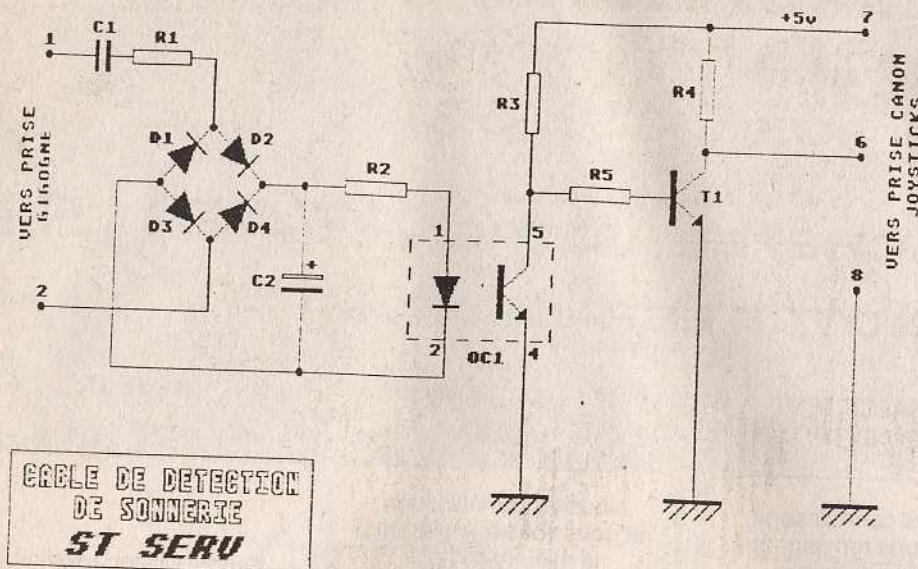 C1
R1
1
D1
D2
D3
D4
VERS PRISE
GIGOGNE
2
R2
C2
+
1
5
2
4
OC1
R3
R5
R4
T1
+5v
7
6
8
VERS PRISE CANON
JOYSTICKS
CABLE DE DETECTION
DE SONNERIE
ST SERV